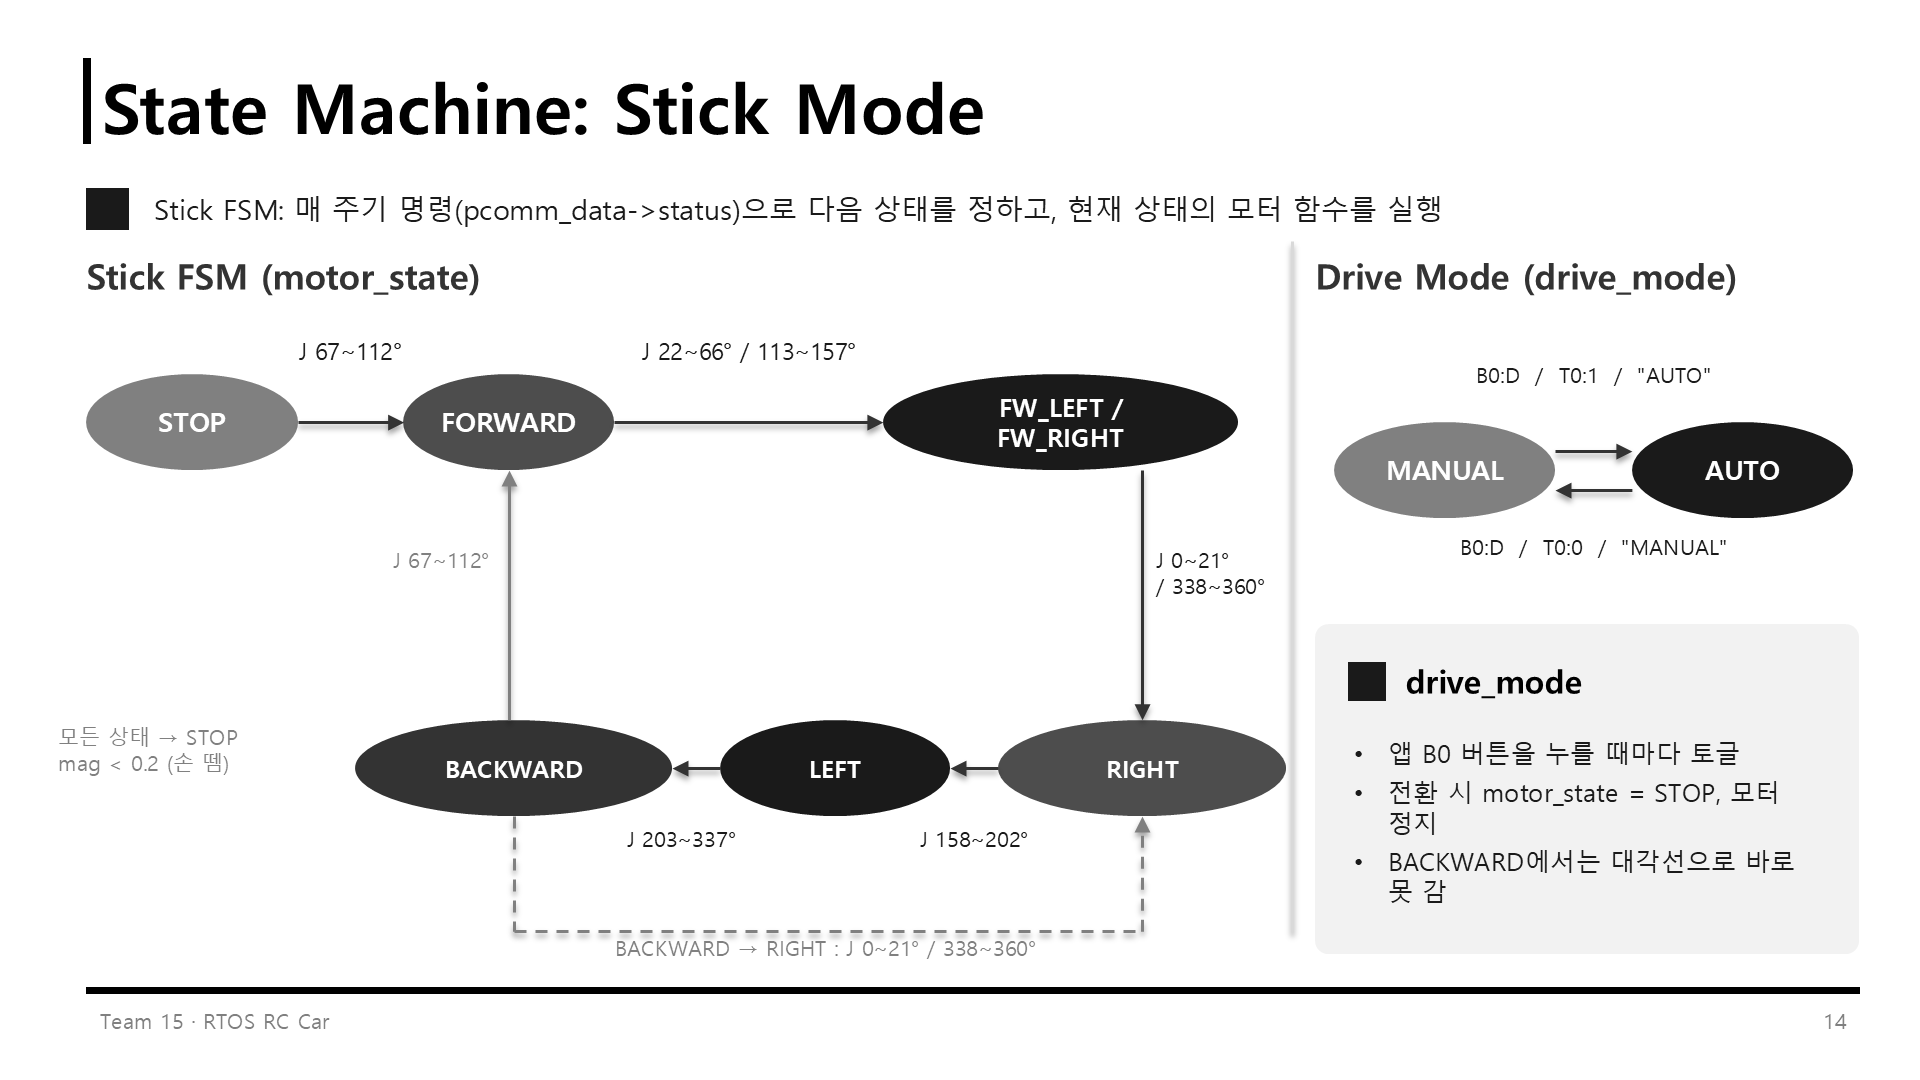 State Machine: Stick Mode
Stick FSM: 매 주기 명령(pcomm_data->status)으로 다음 상태를 정하고, 현재 상태의 모터 함수를 실행
Stick FSM (motor_state)
J 67~112°
J 22~66° / 113~157°
STOP
FORWARD
FW_LEFT /
FW_RIGHT
J 67~112°
J 0~21°
/ 338~360°
모든 상태 → STOP
mag < 0.2 (손 뗌)
BACKWARD
LEFT
RIGHT
J 203~337°
J 158~202°
BACKWARD → RIGHT : J 0~21° / 338~360°
Drive Mode (drive_mode)
B0:D / T0:1 / "AUTO"
MANUAL
AUTO
B0:D / T0:0 / "MANUAL"
drive_mode
• 앱 B0 버튼을 누를 때마다 토글
• 전환 시 motor_state = STOP, 모터
정지
• BACKWARD에서는 대각선으로 바로
못 감
Team 15 · RTOS RC Car
14